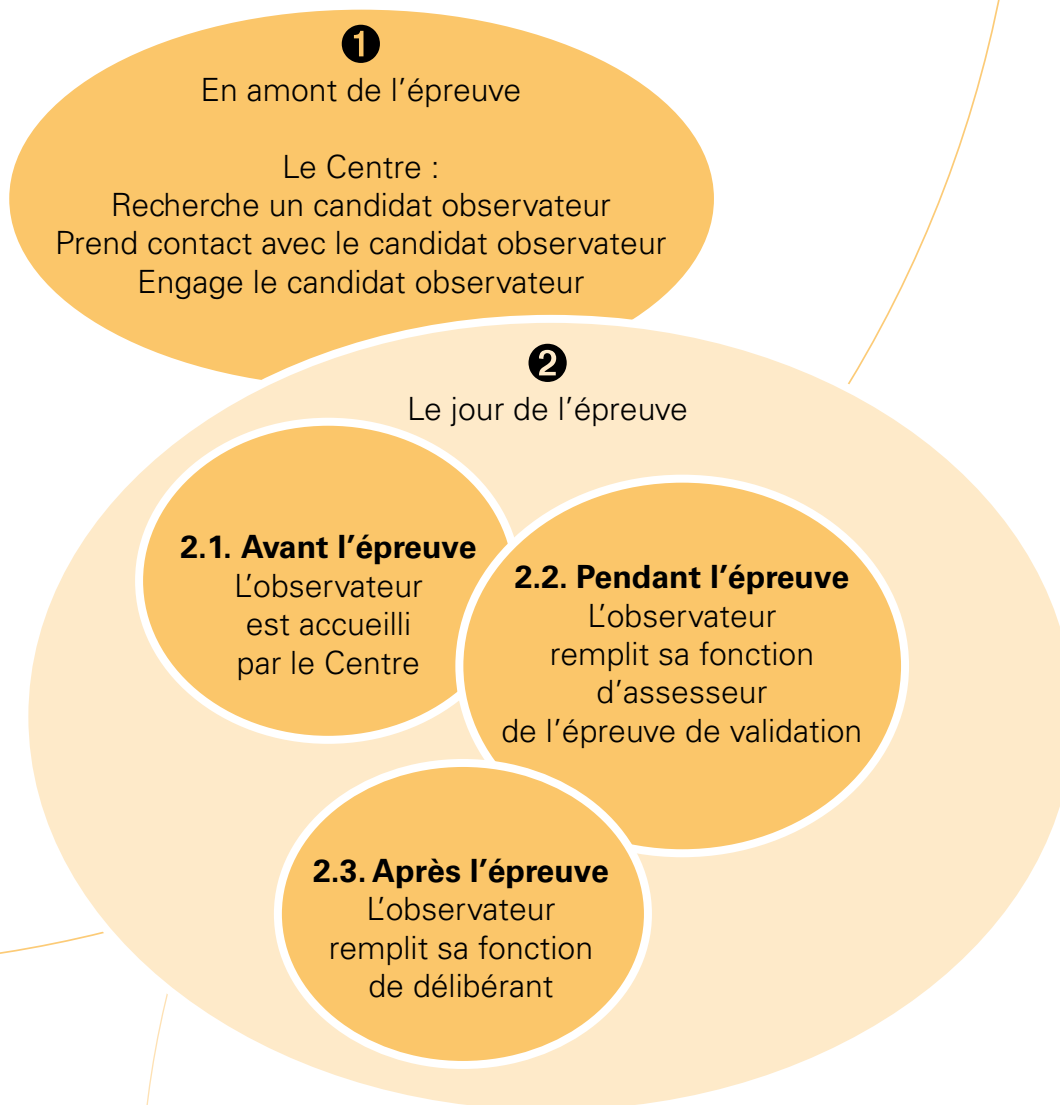 ❶
En amont de l’épreuve
Le Centre :
Recherche un candidat observateur
Prend contact avec le candidat observateur
Engage le candidat observateur
❷
Le jour de l’épreuve
2.1. Avant l’épreuve
L’observateur
est accueilli
par le Centre
2.2. Pendant l’épreuve
L’observateur
remplit sa fonction
d’assesseur
de l’épreuve de validation
2.3. Après l’épreuve
L’observateur
remplit sa fonction
de délibérant